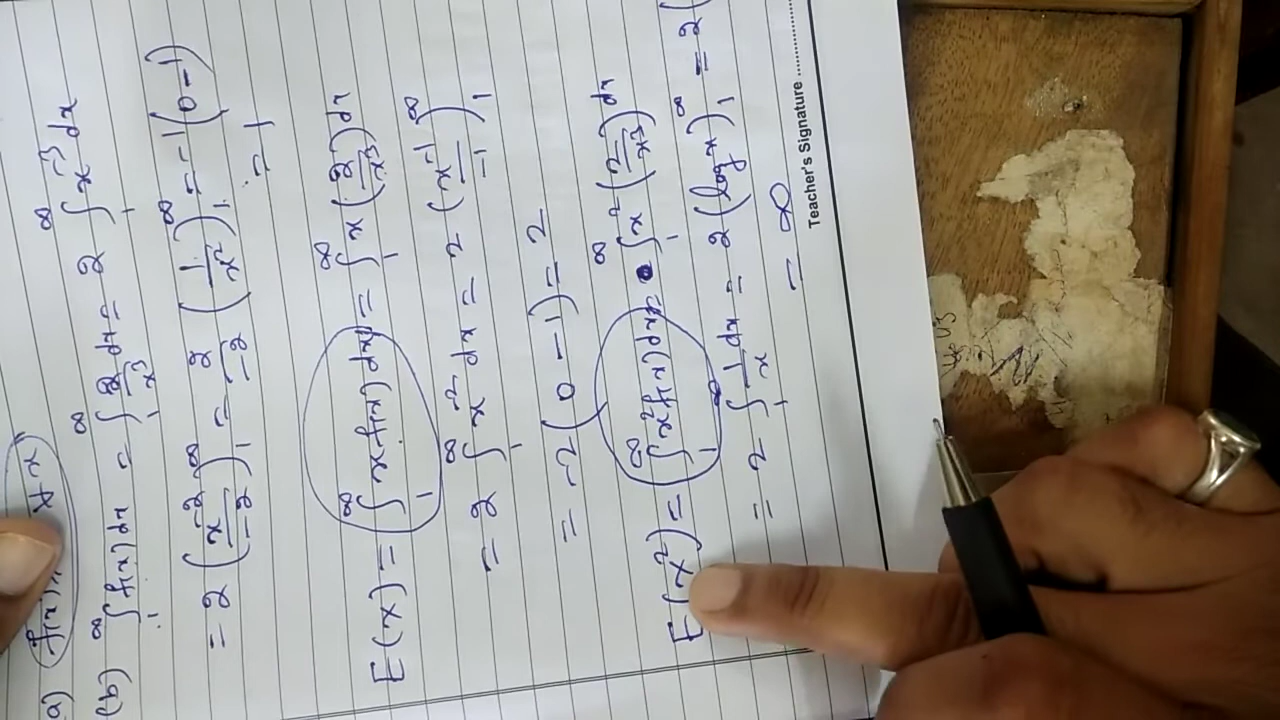 a) f(x) ∀ x
(b) ∫₁^∞ f(x) dx = ∫₁^∞ 2/x³ dx = 2 ∫₁^∞ x⁻³ dx
= 2 (x⁻²/-2)₁^∞ = 2/-2 (1/x²)₁^∞ = -1(0-1)
= 1
E(x) = ∫₁^∞ x f(x) dx = ∫₁^∞ x (2/x³) dx
= 2 ∫₁^∞ x⁻² dx = 2 (x⁻¹/-1)₁^∞
= -2(0-1) = 2
E(x²) = ∫₁^∞ x² f(x) dx = ∫₁^∞ x² (2/x³) dx
= 2 ∫₁^∞ 1/x dx = 2 (log x)₁^∞ = 2(
= ∞
Teacher's Signature